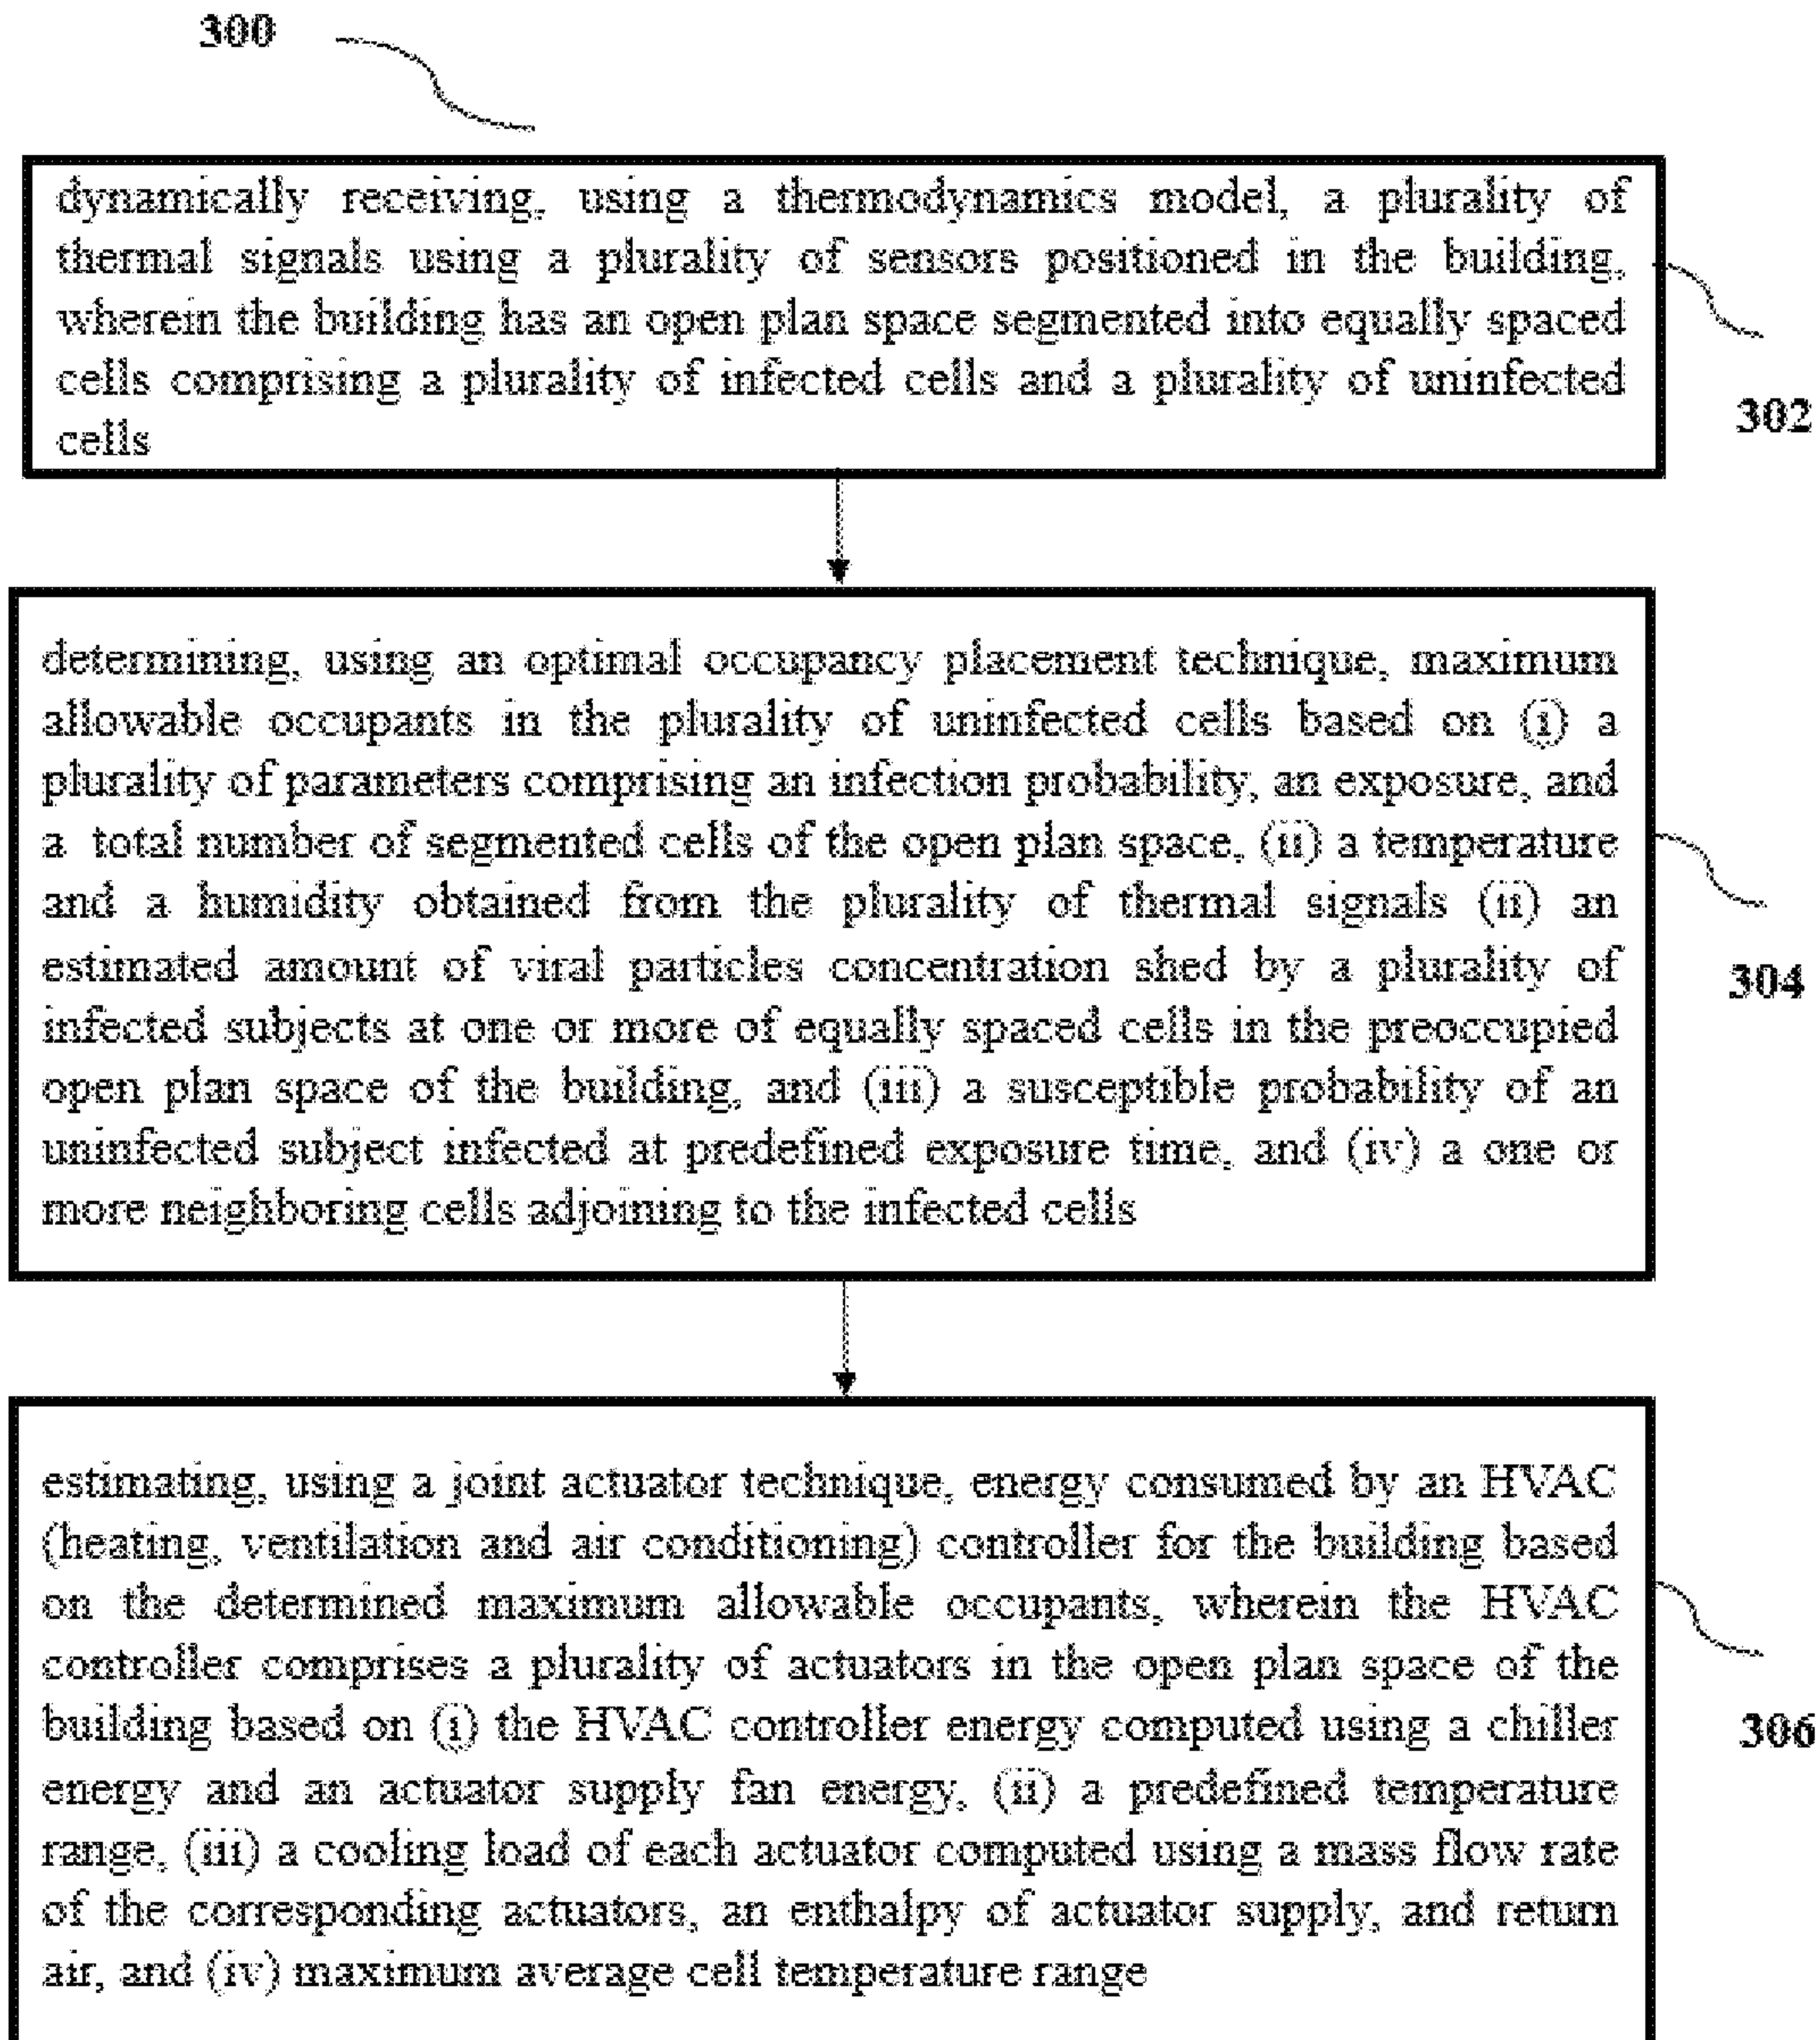 300
dynamically receiving, using a thermodynamics model, a plurality of
thermal signals using a plurality of sensors positioned in the building,
wherein the building has an open plan space segmented into equally spaced
cells comprising a plurality of infected cells and a plurality of uninfected
cells
302
determining, using an optimal occupancy placement technique, maximum
allowable occupants in the plurality of uninfected cells based on (i) a
plurality of parameters comprising an infection probability, an exposure, and
a total number of segmented cells of the open plan space, (ii) a temperature
and a humidity obtained from the plurality of thermal signals (ii) an
estimated amount of viral particles concentration shed by a plurality of
infected subjects at one or more of equally spaced cells in the preoccupied
open plan space of the building, and (iii) a susceptible probability of an
uninfected subject infected at predefined exposure time, and (iv) a one or
more neighboring cells adjoining to the infected cells
304
estimating, using a joint actuator technique, energy consumed by an HVAC
(heating, ventilation and air conditioning) controller for the building based
on the determined maximum allowable occupants, wherein the HVAC
controller comprises a plurality of actuators in the open plan space of the
building based on (i) the HVAC controller energy computed using a chiller
energy and an actuator supply fan energy, (ii) a predefined temperature
range, (iii) a cooling load of each actuator computed using a mass flow rate
of the corresponding actuators, an enthalpy of actuator supply, and return
air, and (iv) maximum average cell temperature range
306